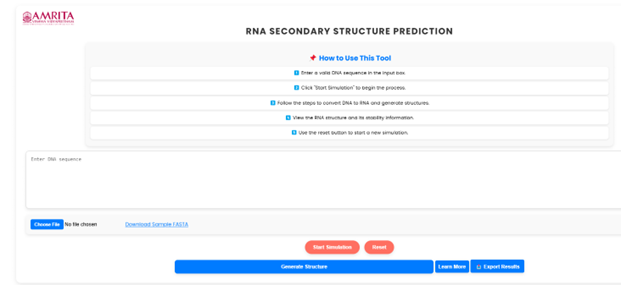 AMRITA
VISHWA VIDYAPEETHAM
RNA SECONDARY STRUCTURE PREDICTION
📌 How to Use This Tool
1 Enter a valid DNA sequence in the input box.
2 Click "Start Simulation" to begin the process.
3 Follow the steps to convert DNA to RNA and generate structures.
4 View the RNA structure and its stability information.
5 Use the reset button to start a new simulation.
Enter DNA sequence
Choose File No file chosen Download Sample FASTA
Start Simulation Reset
Generate Structure Learn More Export Results